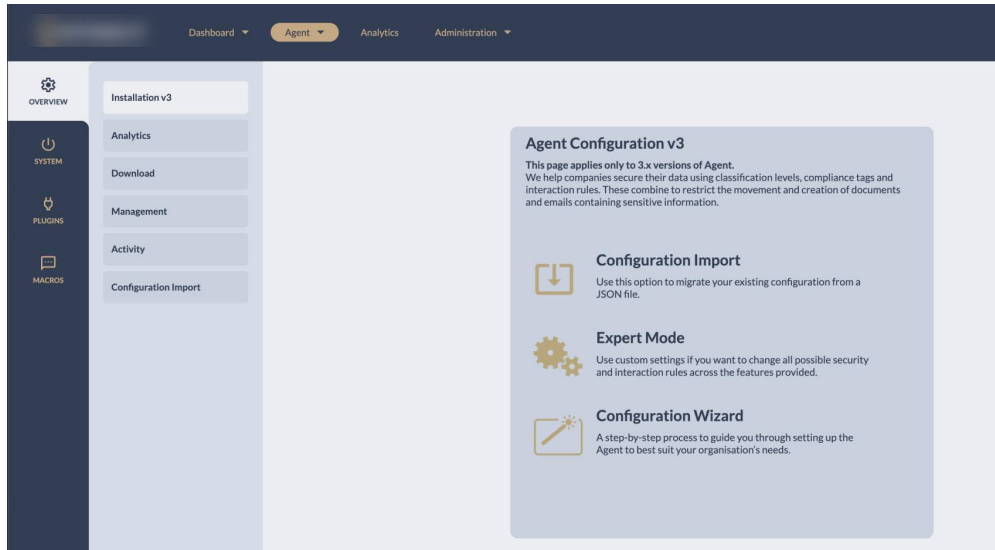 Dashboard
Agent
Analytics
Administration
OVERVIEW
SYSTEM
PLUGINS
MACROS
Installation v3
Analytics
Download
Management
Activity
Configuration Import
Agent Configuration v3
This page applies only to 3.x versions of Agent.
We help companies secure their data using classification levels, compliance tags and
interaction rules. These combine to restrict the movement and creation of documents
and emails containing sensitive information.
Configuration Import
Use this option to migrate your existing configuration from a
JSON file.
Expert Mode
Use custom settings if you want to change all possible security
and interaction rules across the features provided.
Configuration Wizard
A step-by-step process to guide you through setting up the
Agent to best suit your organisation's needs.